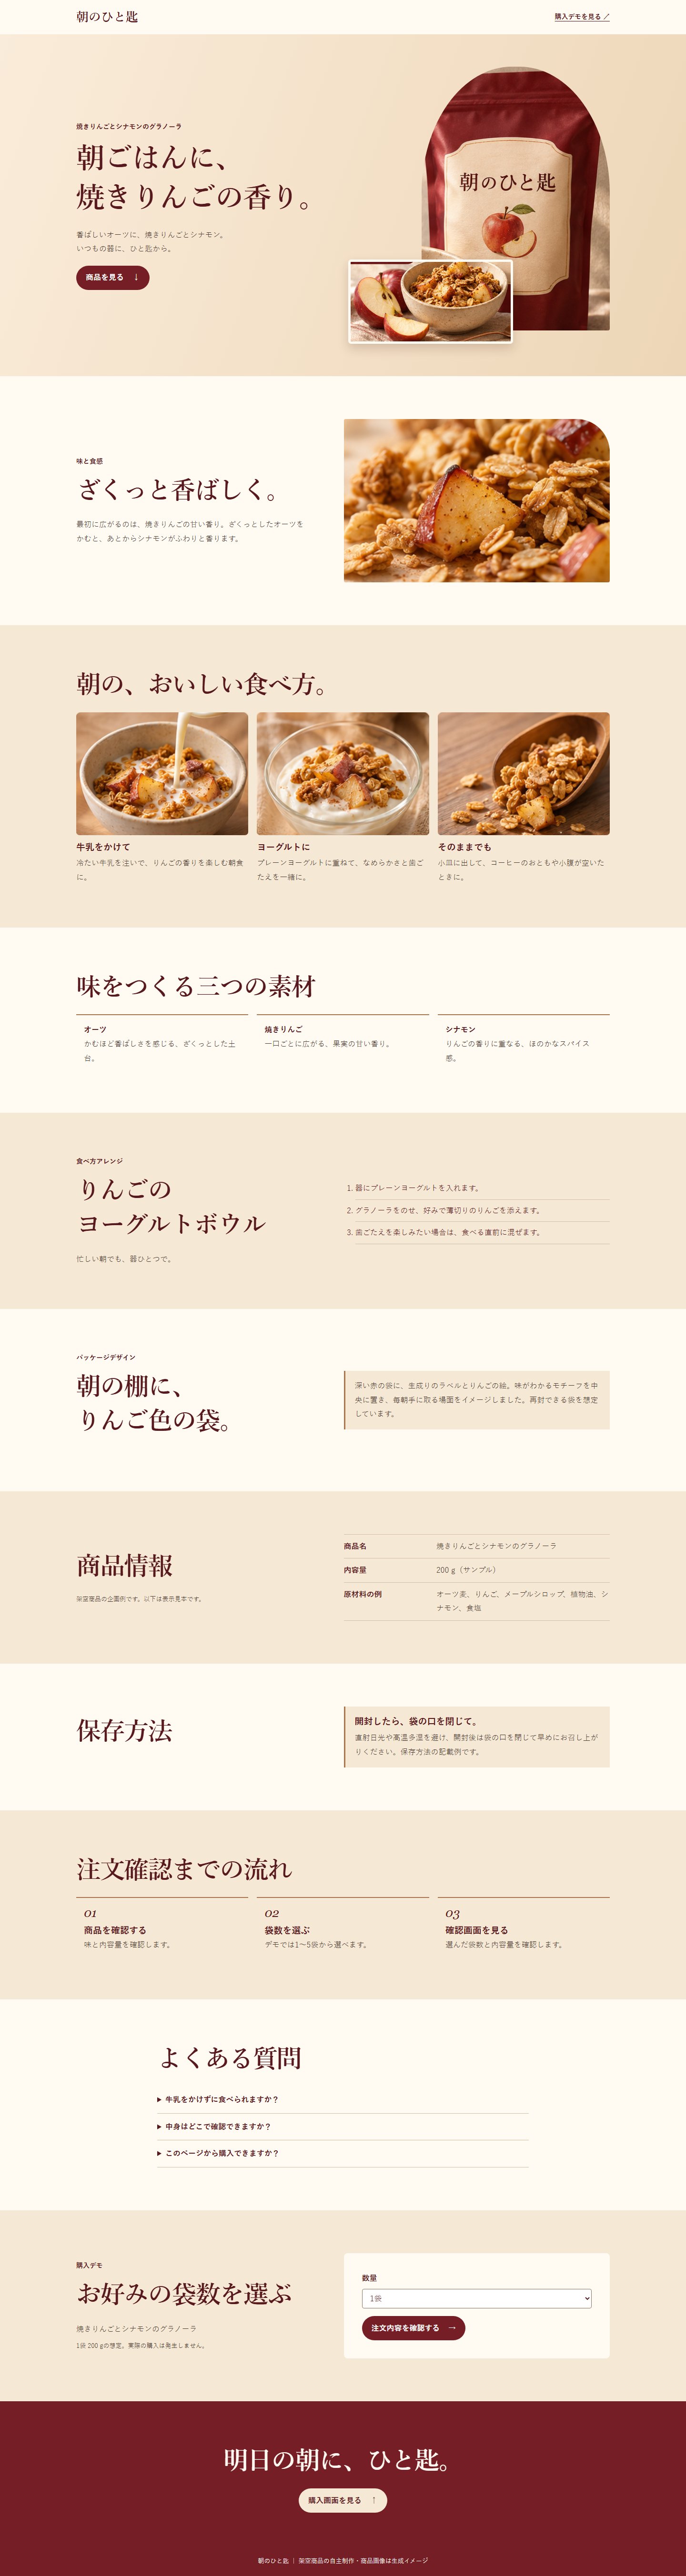 朝のひと匙
購入デモを見る ↗
焼きりんごとシナモンのグラノーラ
朝ごはんに、
焼きりんごの香り。
香ばしいオーツに、焼きりんごとシナモン。
いつもの器に、ひと匙から。
商品を見る ↓
朝のひと匙
味と食感
ざくっと香ばしく。
最初に広がるのは、焼きりんごの甘い香り。ざくっとしたオーツを
かむと、あとからシナモンがふわりと香ります。
朝の、おいしい食べ方。
牛乳をかけて
冷たい牛乳を注いで、りんごの香りを楽しむ朝食
に。
ヨーグルトに
プレーンヨーグルトに重ねて、なめらかさと歯ご
たえを一緒に。
そのままでも
小皿に出して、コーヒーのおともや小腹が空いた
ときに。
味をつくる三つの素材
オーツ
かむほど香ばしさを感じる、ざくっとした土
台。
焼きりんご
一口ごとに広がる、果実の甘い香り。
シナモン
りんごの香りに重なる、ほのかなスパイス
感。
食べ方アレンジ
りんごの
ヨーグルトボウル
忙しい朝でも、器ひとつで。
1. 器にプレーンヨーグルトを入れます。
2. グラノーラをのせ、好みで薄切りのりんごを添えます。
3. 歯ごたえを楽しみたい場合は、食べる直前に混ぜます。
パッケージデザイン
朝の棚に、
りんご色の袋。
深い赤の袋に、生成りのラベルとりんごの絵。味がわかるモチーフを中
央に置き、毎朝手に取る場面をイメージしました。再封できる袋を想定
しています。
商品情報
架空商品の企画例です。以下は表示見本です。
商品名 焼きりんごとシナモンのグラノーラ
内容量 200 g（サンプル）
原材料の例 オーツ麦、りんご、メープルシロップ、植物油、シ
ナモン、食塩
保存方法
開封したら、袋の口を閉じて。
直射日光や高温多湿を避け、開封後は袋の口を閉じて早めにお召し上が
りください。保存方法の記載例です。
注文確認までの流れ
01
商品を確認する
味と内容量を確認します。
02
袋数を選ぶ
デモでは1〜5袋から選べます。
03
確認画面を見る
選んだ袋数と内容量を確認します。
よくある質問
▶ 牛乳をかけずに食べられますか？
▶ 中身はどこで確認できますか？
▶ このページから購入できますか？
購入デモ
お好みの袋数を選ぶ
焼きりんごとシナモンのグラノーラ
1袋 200 gの想定。実際の購入は発生しません。
数量
1袋
注文内容を確認する →
明日の朝に、ひと匙。
購入画面を見る ↑
朝のひと匙 ｜ 架空商品の自主制作・商品画像は生成イメージ